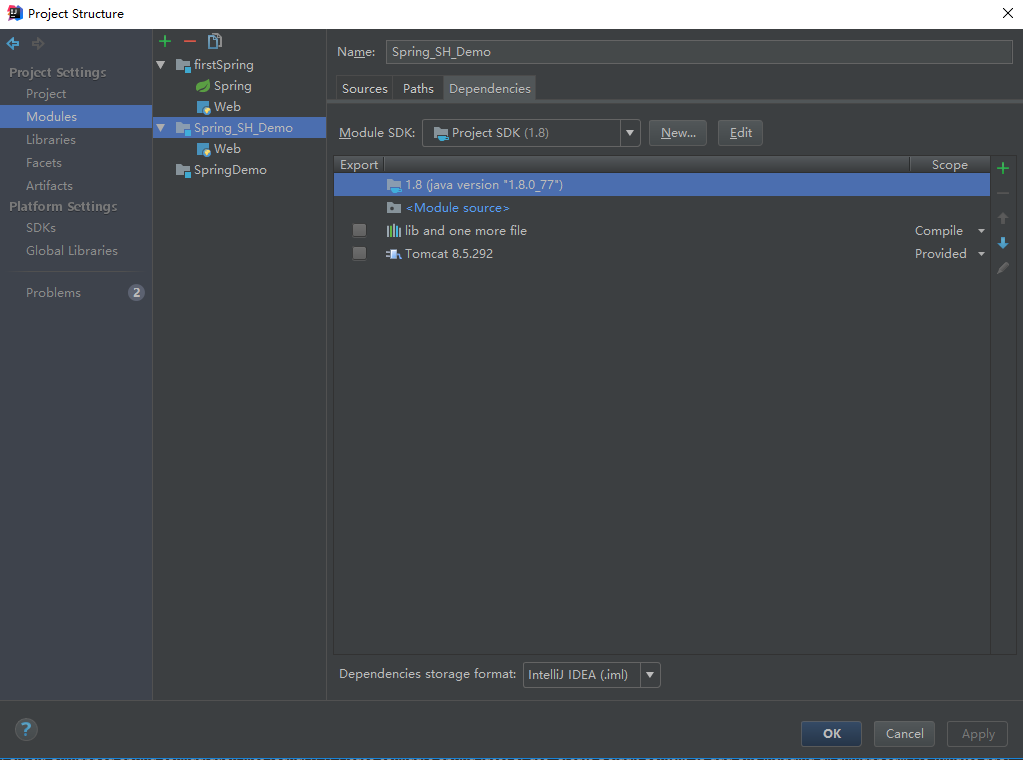 Project Structure
Project Settings
Project
Modules
Libraries
Facets
Artifacts
Platform Settings
SDKs
Global Libraries
Problems 2
firstSpring
Spring
Web
Spring_SH_Demo
Web
SpringDemo
Name: Spring_SH_Demo
Sources Paths Dependencies
Module SDK: Project SDK (1.8) New... Edit
Export Scope
1.8 (java version "1.8.0_77")
<Module source>
lib and one more file Compile
Tomcat 8.5.292 Provided
Dependencies storage format: IntelliJ IDEA (.iml)
? OK Cancel Apply